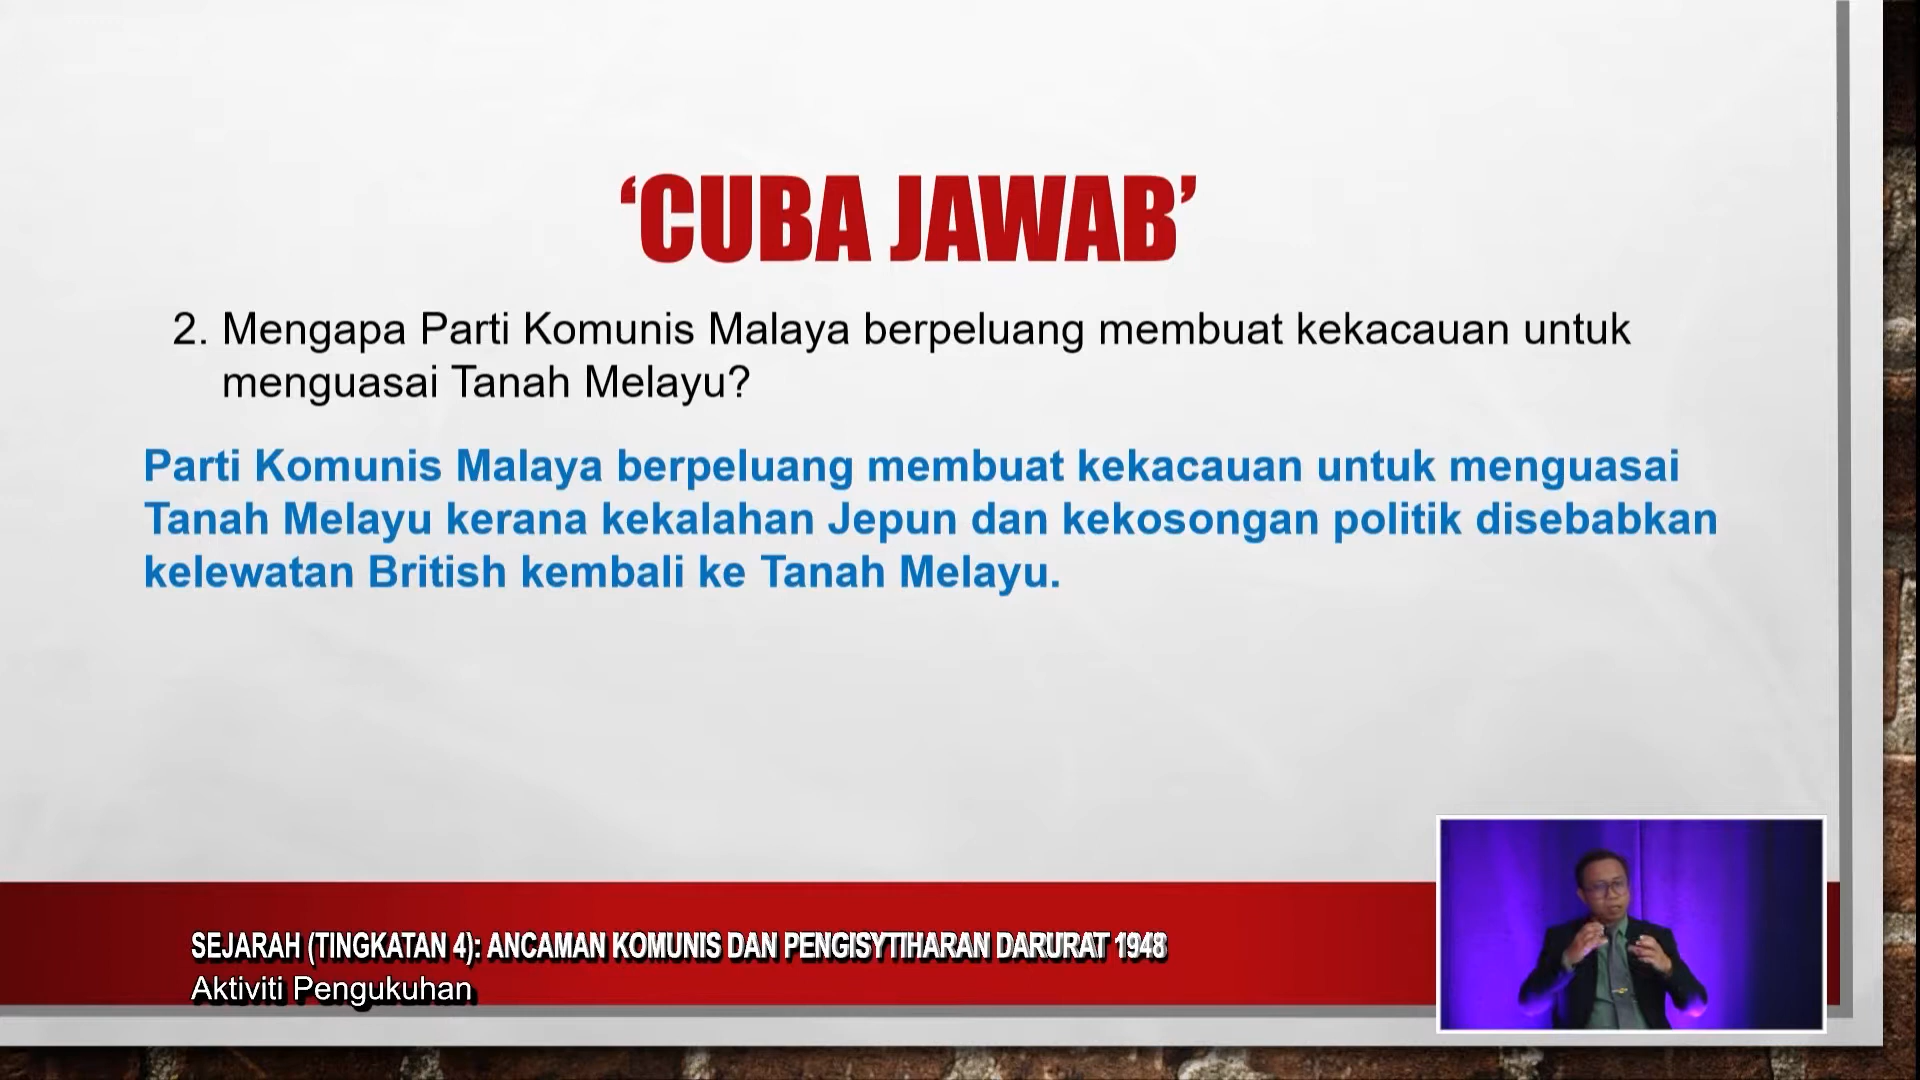 ‘CUBA JAWAB’
2. Mengapa Parti Komunis Malaya berpeluang membuat kekacauan untuk
menguasai Tanah Melayu?
Parti Komunis Malaya berpeluang membuat kekacauan untuk menguasai
Tanah Melayu kerana kekalahan Jepun dan kekosongan politik disebabkan
kelewatan British kembali ke Tanah Melayu.
SEJARAH (TINGKATAN 4): ANCAMAN KOMUNIS DAN PENGISYTIHARAN DARURAT 1948
Aktiviti Pengukuhan